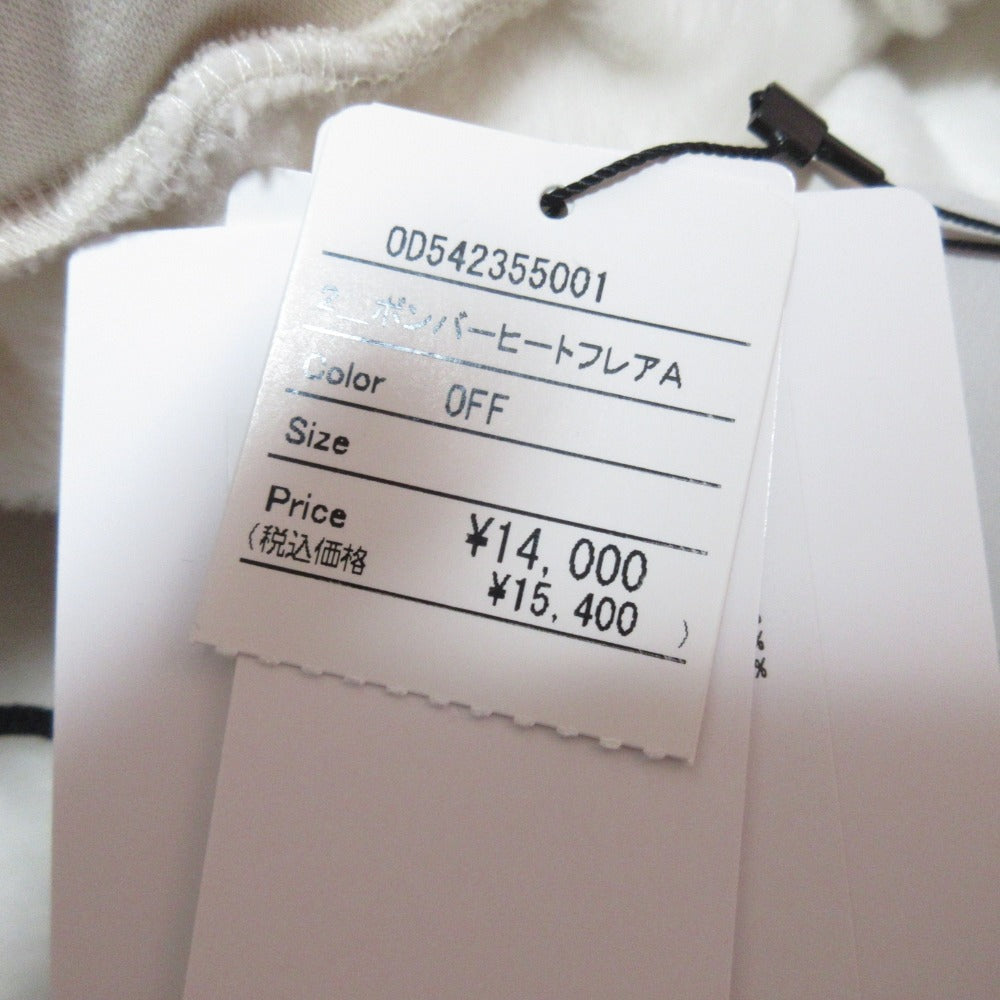 0D542355001
ボンバーヒートフレアA
Color OFF
Size
Price ¥14,000
(税込価格 ¥15,400 )
%
%